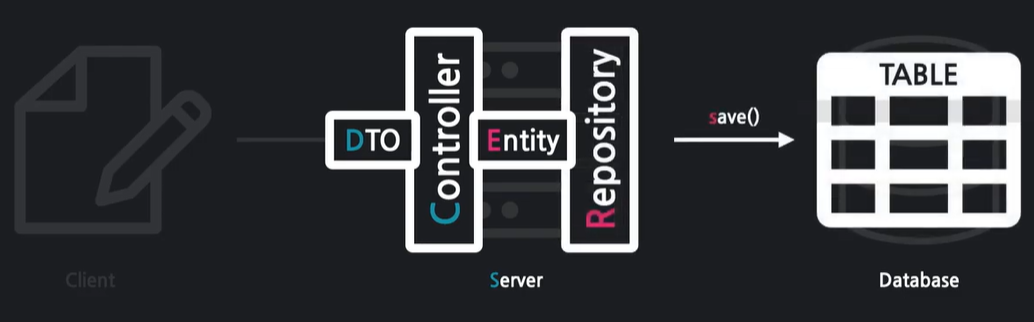 DTO
Controller
Entity
Repository
save()
TABLE
Client
Server
Database